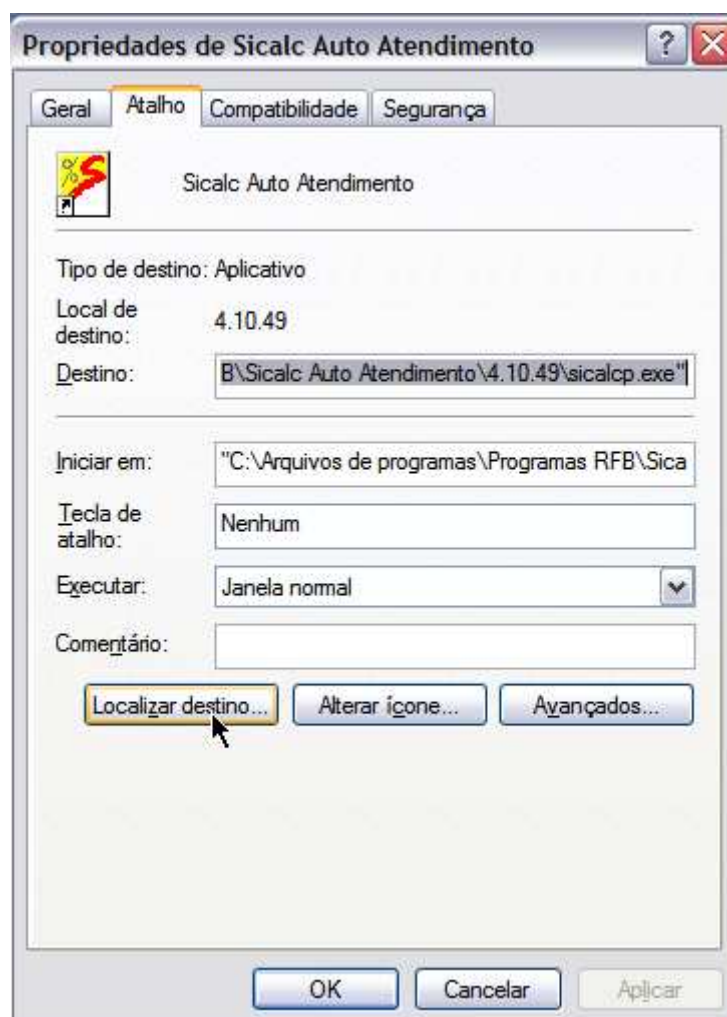 Propriedades de Sicalc Auto Atendimento
Geral Atalho Compatibilidade Segurança
Sicalc Auto Atendimento
Tipo de destino: Aplicativo
Local de destino: 4.10.49
Destino: B\Sicalc Auto Atendimento\4.10.49\sicalcp.exe"
Iniciar em: "C:\Arquivos de programas\Programas RFB\Sica
Tecla de atalho: Nenhum
Executar: Janela normal
Comentário:
Localizar destino... Alterar ícone... Avançados...
OK Cancelar Aplicar